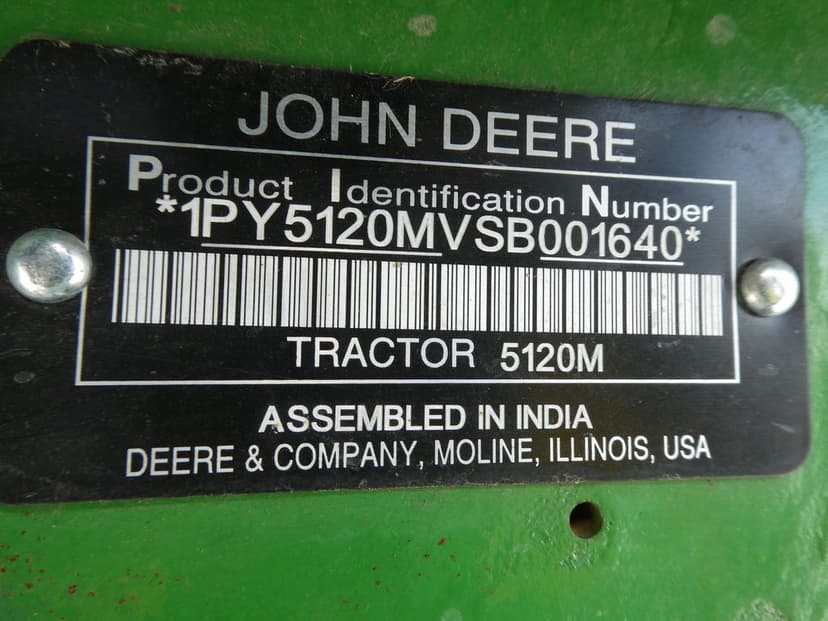 JOHN DEERE
Product Identification Number
*1PY5120MVSB001640*
TRACTOR 5120M
ASSEMBLED IN INDIA
DEERE & COMPANY, MOLINE, ILLINOIS, USA